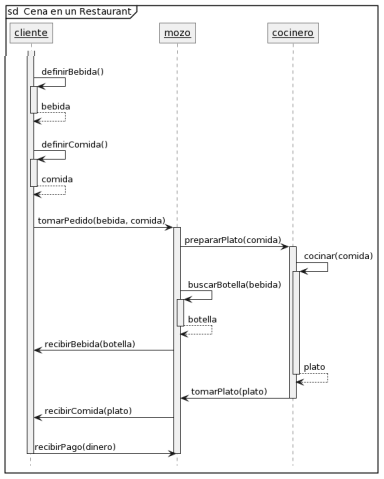 sd Cena en un Restaurant
cliente
mozo
cocinero
definirBebida()
bebida
definirComida()
comida
tomarPedido(bebida, comida)
prepararPlato(comida)
cocinar(comida)
buscarBotella(bebida)
botella
recibirBebida(botella)
plato
tomarPlato(plato)
recibirComida(plato)
recibirPago(dinero)